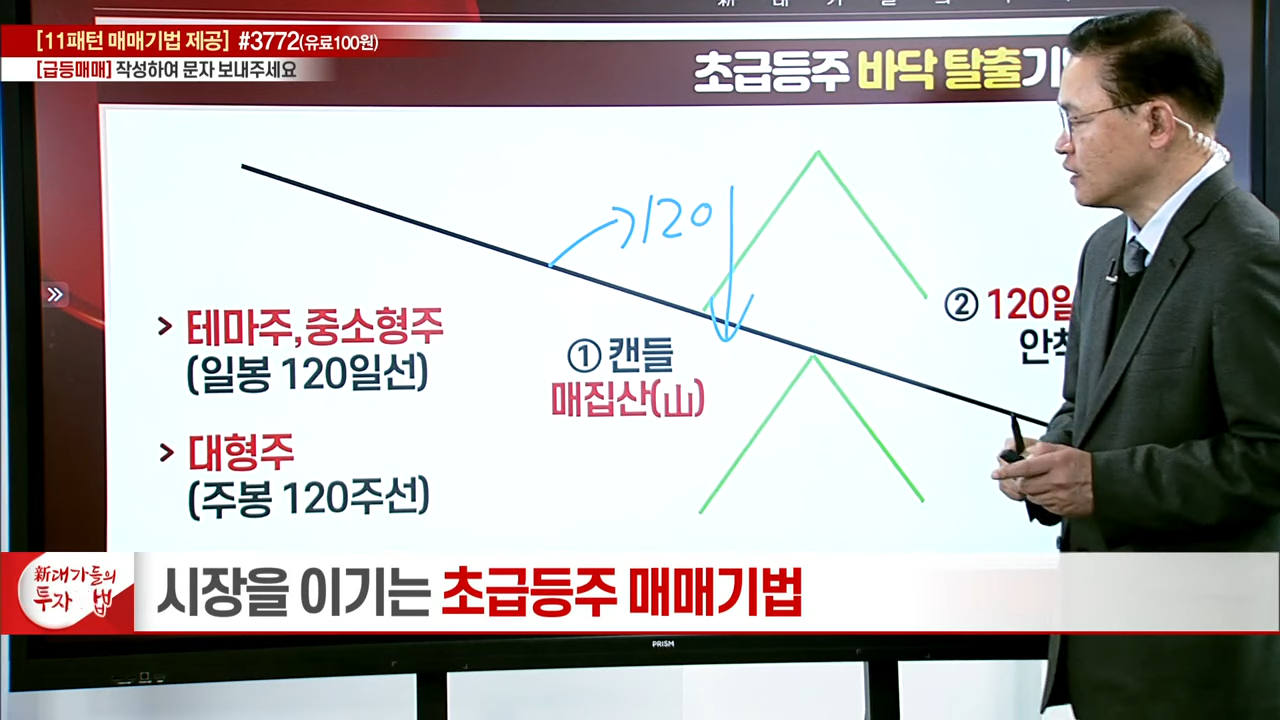 [11패턴 매매기법 제공] #3772(유료100원)
[급등매매] 작성하여 문자 보내주세요
초급등주 바닥 탈출기
120
> 테마주,중소형주
(일봉 120일선)
① 캔들
매집산(山)
② 120일
안착
> 대형주
(주봉 120주선)
新대가들의
투자 법
시장을 이기는 초급등주 매매기법
PRISM